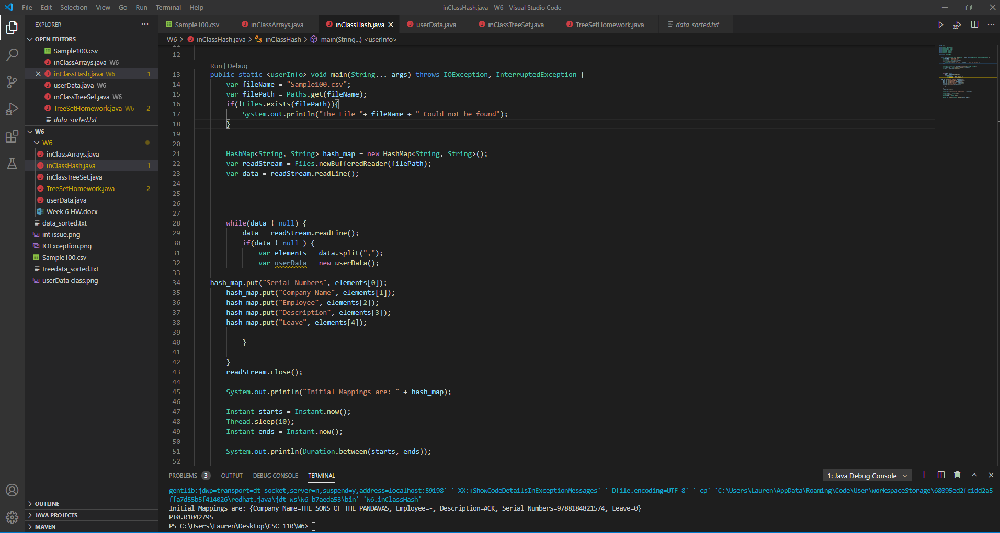 File Edit Selection View Go Run Terminal Help
inClassHash.java - W6 - Visual Studio Code
EXPLORER
OPEN EDITORS
Sample100.csv
inClassArrays.java W6
inClassHash.java W6 1
userData.java W6
inClassTreeSet.java W6
TreeSetHomework.java W6 2
data_sorted.txt
W6
W6
inClassArrays.java
inClassHash.java 1
inClassTreeSet.java
TreeSetHomework.java 2
userData.java
Week 6 HW.docx
data_sorted.txt
int issue.png
IOException.png
Sample100.csv
treedata_sorted.txt
userData class.png
OUTLINE
JAVA PROJECTS
MAVEN
Sample100.csv inClassArrays.java inClassHash.java userData.java inClassTreeSet.java TreeSetHomework.java data_sorted.txt
W6 > inClassHash.java > inClassHash > main(String...) <userInfo>
11
12
Run | Debug
13 public static <userInfo> void main(String... args) throws IOException, InterruptedException {
14 var fileName = "Sample100.csv";
15 var filePath = Paths.get(fileName);
16 if(!Files.exists(filePath)){
17 System.out.println("The File "+ fileName + " Could not be found");
18 }
19
20
21 HashMap<String, String> hash_map = new HashMap<String, String>();
22 var readStream = Files.newBufferedReader(filePath);
23 var data = readStream.readLine();
24
25
26
27
28 while(data !=null) {
29 data = readStream.readLine();
30 if(data !=null ) {
31 var elements = data.split(",");
32 var userData = new userData();
33
34 hash_map.put("Serial Numbers", elements[0]);
35 hash_map.put("Company Name", elements[1]);
36 hash_map.put("Employee", elements[2]);
37 hash_map.put("Description", elements[3]);
38 hash_map.put("Leave", elements[4]);
39
40 }
41
42 }
43 readStream.close();
44
45 System.out.println("Initial Mappings are: " + hash_map);
46
47 Instant starts = Instant.now();
48 Thread.sleep(10);
49 Instant ends = Instant.now();
50
51 System.out.println(Duration.between(starts, ends));
52
PROBLEMS 3 OUTPUT DEBUG CONSOLE TERMINAL
1: Java Debug Console
gentlib:jdwp=transport=dt_socket,server=n,suspend=y,address=localhost:59198' '-XX:+ShowCodeDetailsInExceptionMessages' '-Dfile.encoding=UTF-8' '-cp' 'C:\Users\Lauren\AppData\Roaming\Code\User\workspaceStorage\68095ed2fc1dd2a5
ffa7d55b5f414026\redhat.java\jdt_ws\W6_b7aeda53\bin' 'W6.inClassHash'
Initial Mappings are: {Company Name=THE SONS OF THE PANDAVAS, Employee=-, Description=ACK, Serial Numbers=9788184821574, Leave=0}
PT0.0104279S
PS C:\Users\Lauren\Desktop\CSC 110\W6>